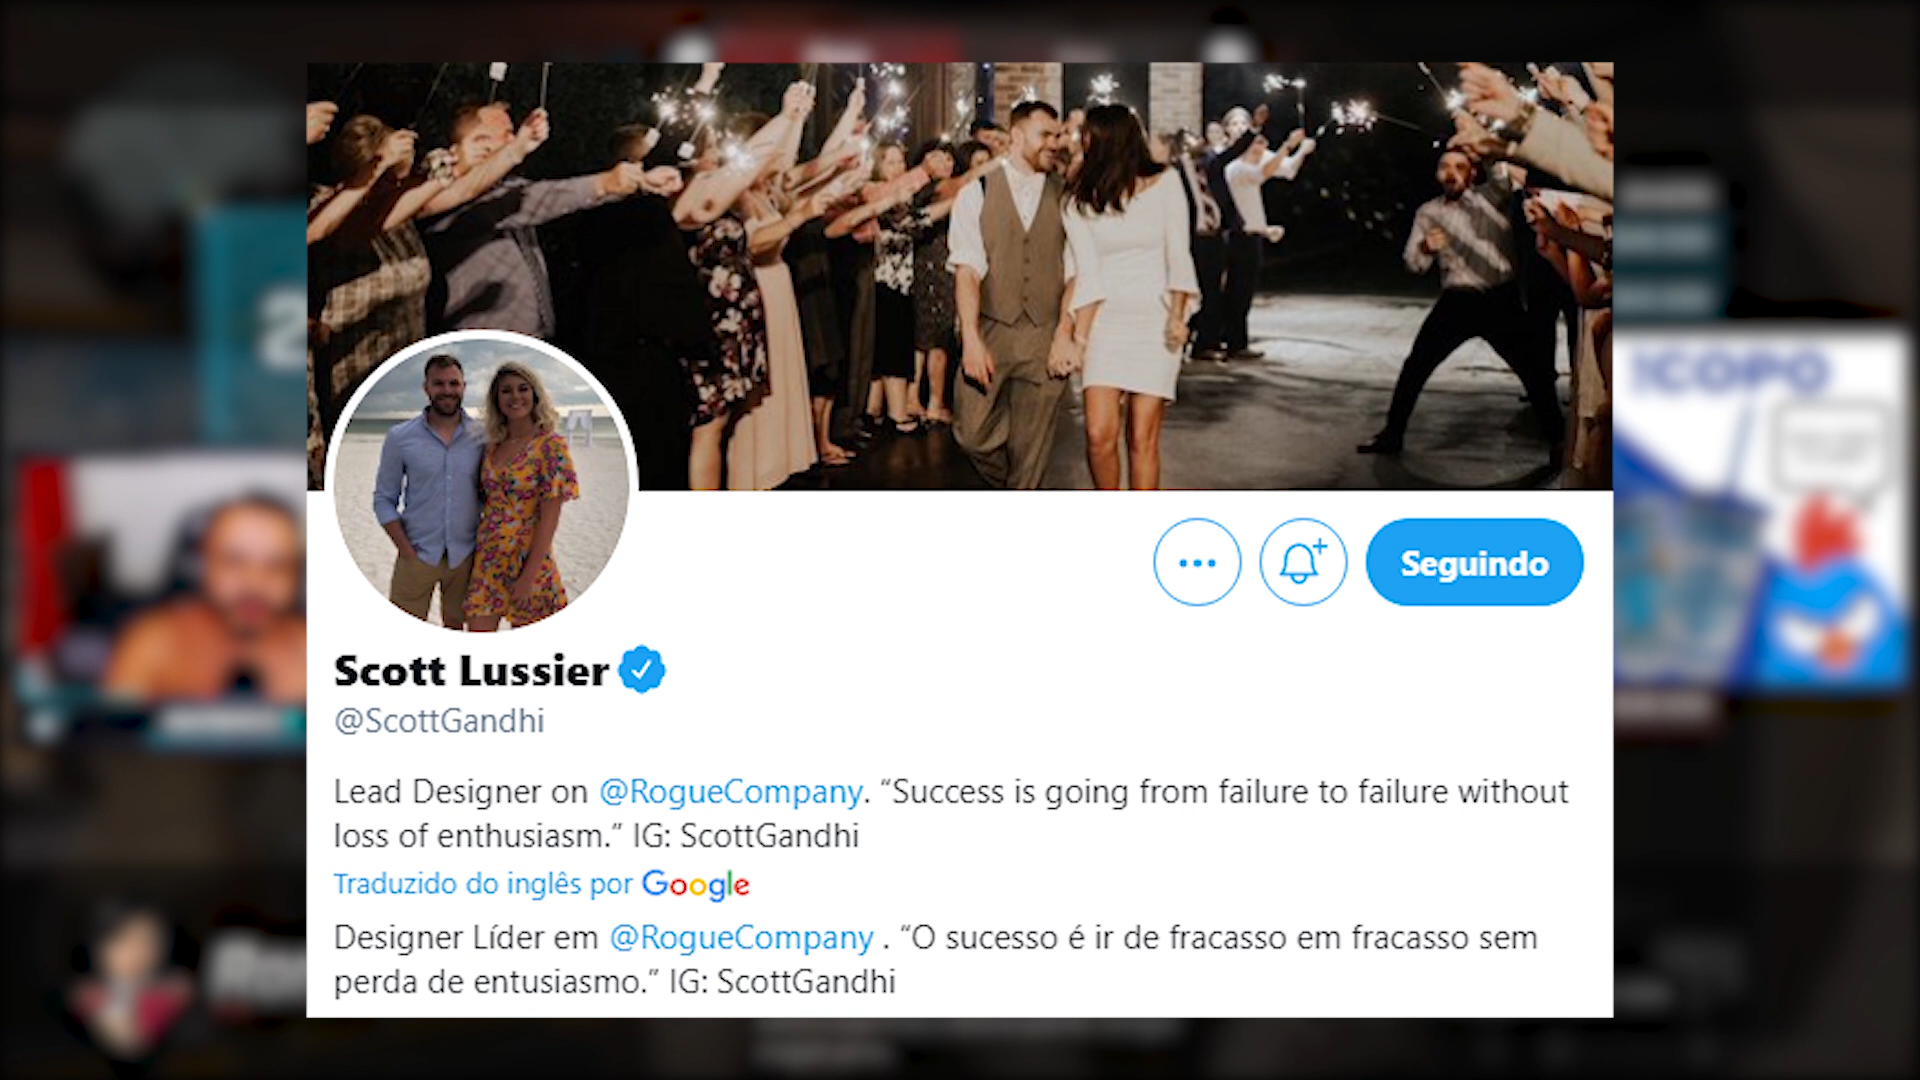 Seguindo
Scott Lussier
@ScottGandhi
Lead Designer on @RogueCompany. “Success is going from failure to failure without
loss of enthusiasm.” IG: ScottGandhi
Traduzido do inglês por Google
Designer Líder em @RogueCompany . “O sucesso é ir de fracasso em fracasso sem
perda de entusiasmo.” IG: ScottGandhi
!COPO